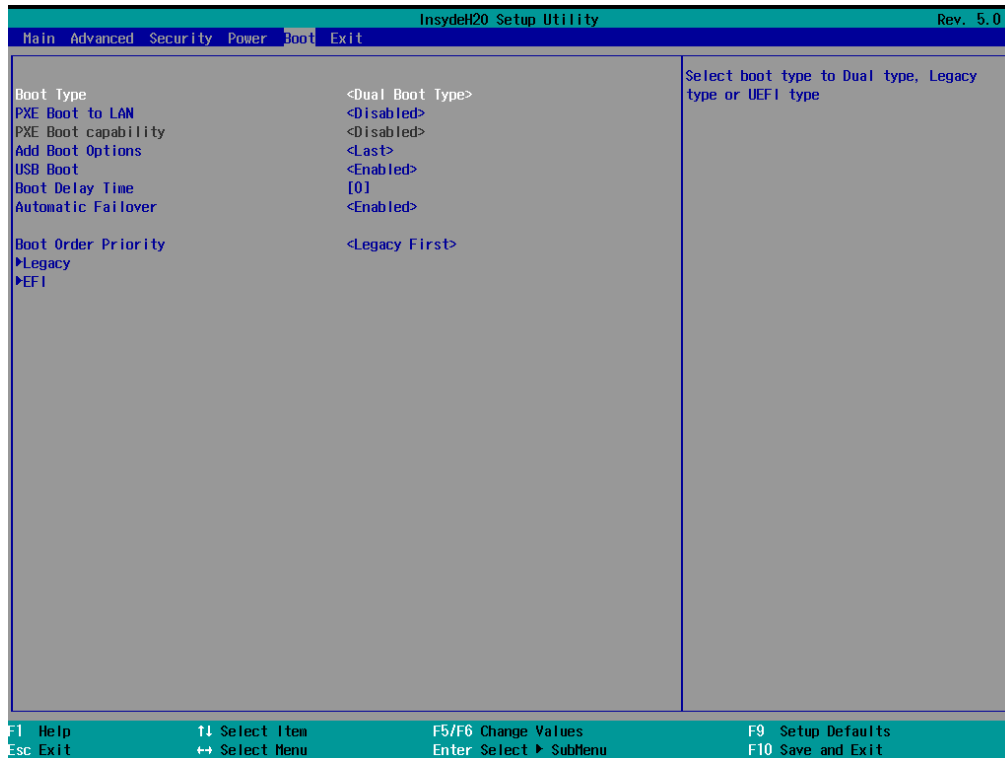 InsydeH20 Setup Utility Rev. 5.0
Main Advanced Security Power Boot Exit
Boot Type <Dual Boot Type>
PXE Boot to LAN <Disabled>
PXE Boot capability <Disabled>
Add Boot Options <Last>
USB Boot <Enabled>
Boot Delay Time [0]
Automatic Failover <Enabled>
Boot Order Priority <Legacy First>
▶Legacy
▶EFI
Select boot type to Dual type, Legacy
type or UEFI type
F1 Help ↑↓ Select Item F5/F6 Change Values F9 Setup Defaults
Esc Exit ←→ Select Menu Enter Select ▶ SubMenu F10 Save and Exit